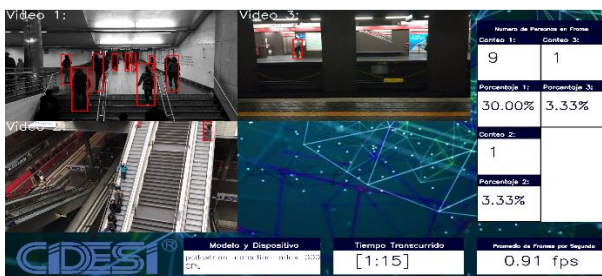 Video 1:
Video 3:
Numero de Personas en Frame
Conteo 1:
Conteo 3:
9
1
Porcentaje 1:
Porcentaje 3:
30.00%
3.33%
Video 2:
Conteo 2:
1
Porcentaje 2:
3.33%
CIDESI®
Modelo y Dispositivo
Tiempo Transcurrido
Promedio de Frames por Segundo
CPU
[1:15]
0.91 fps